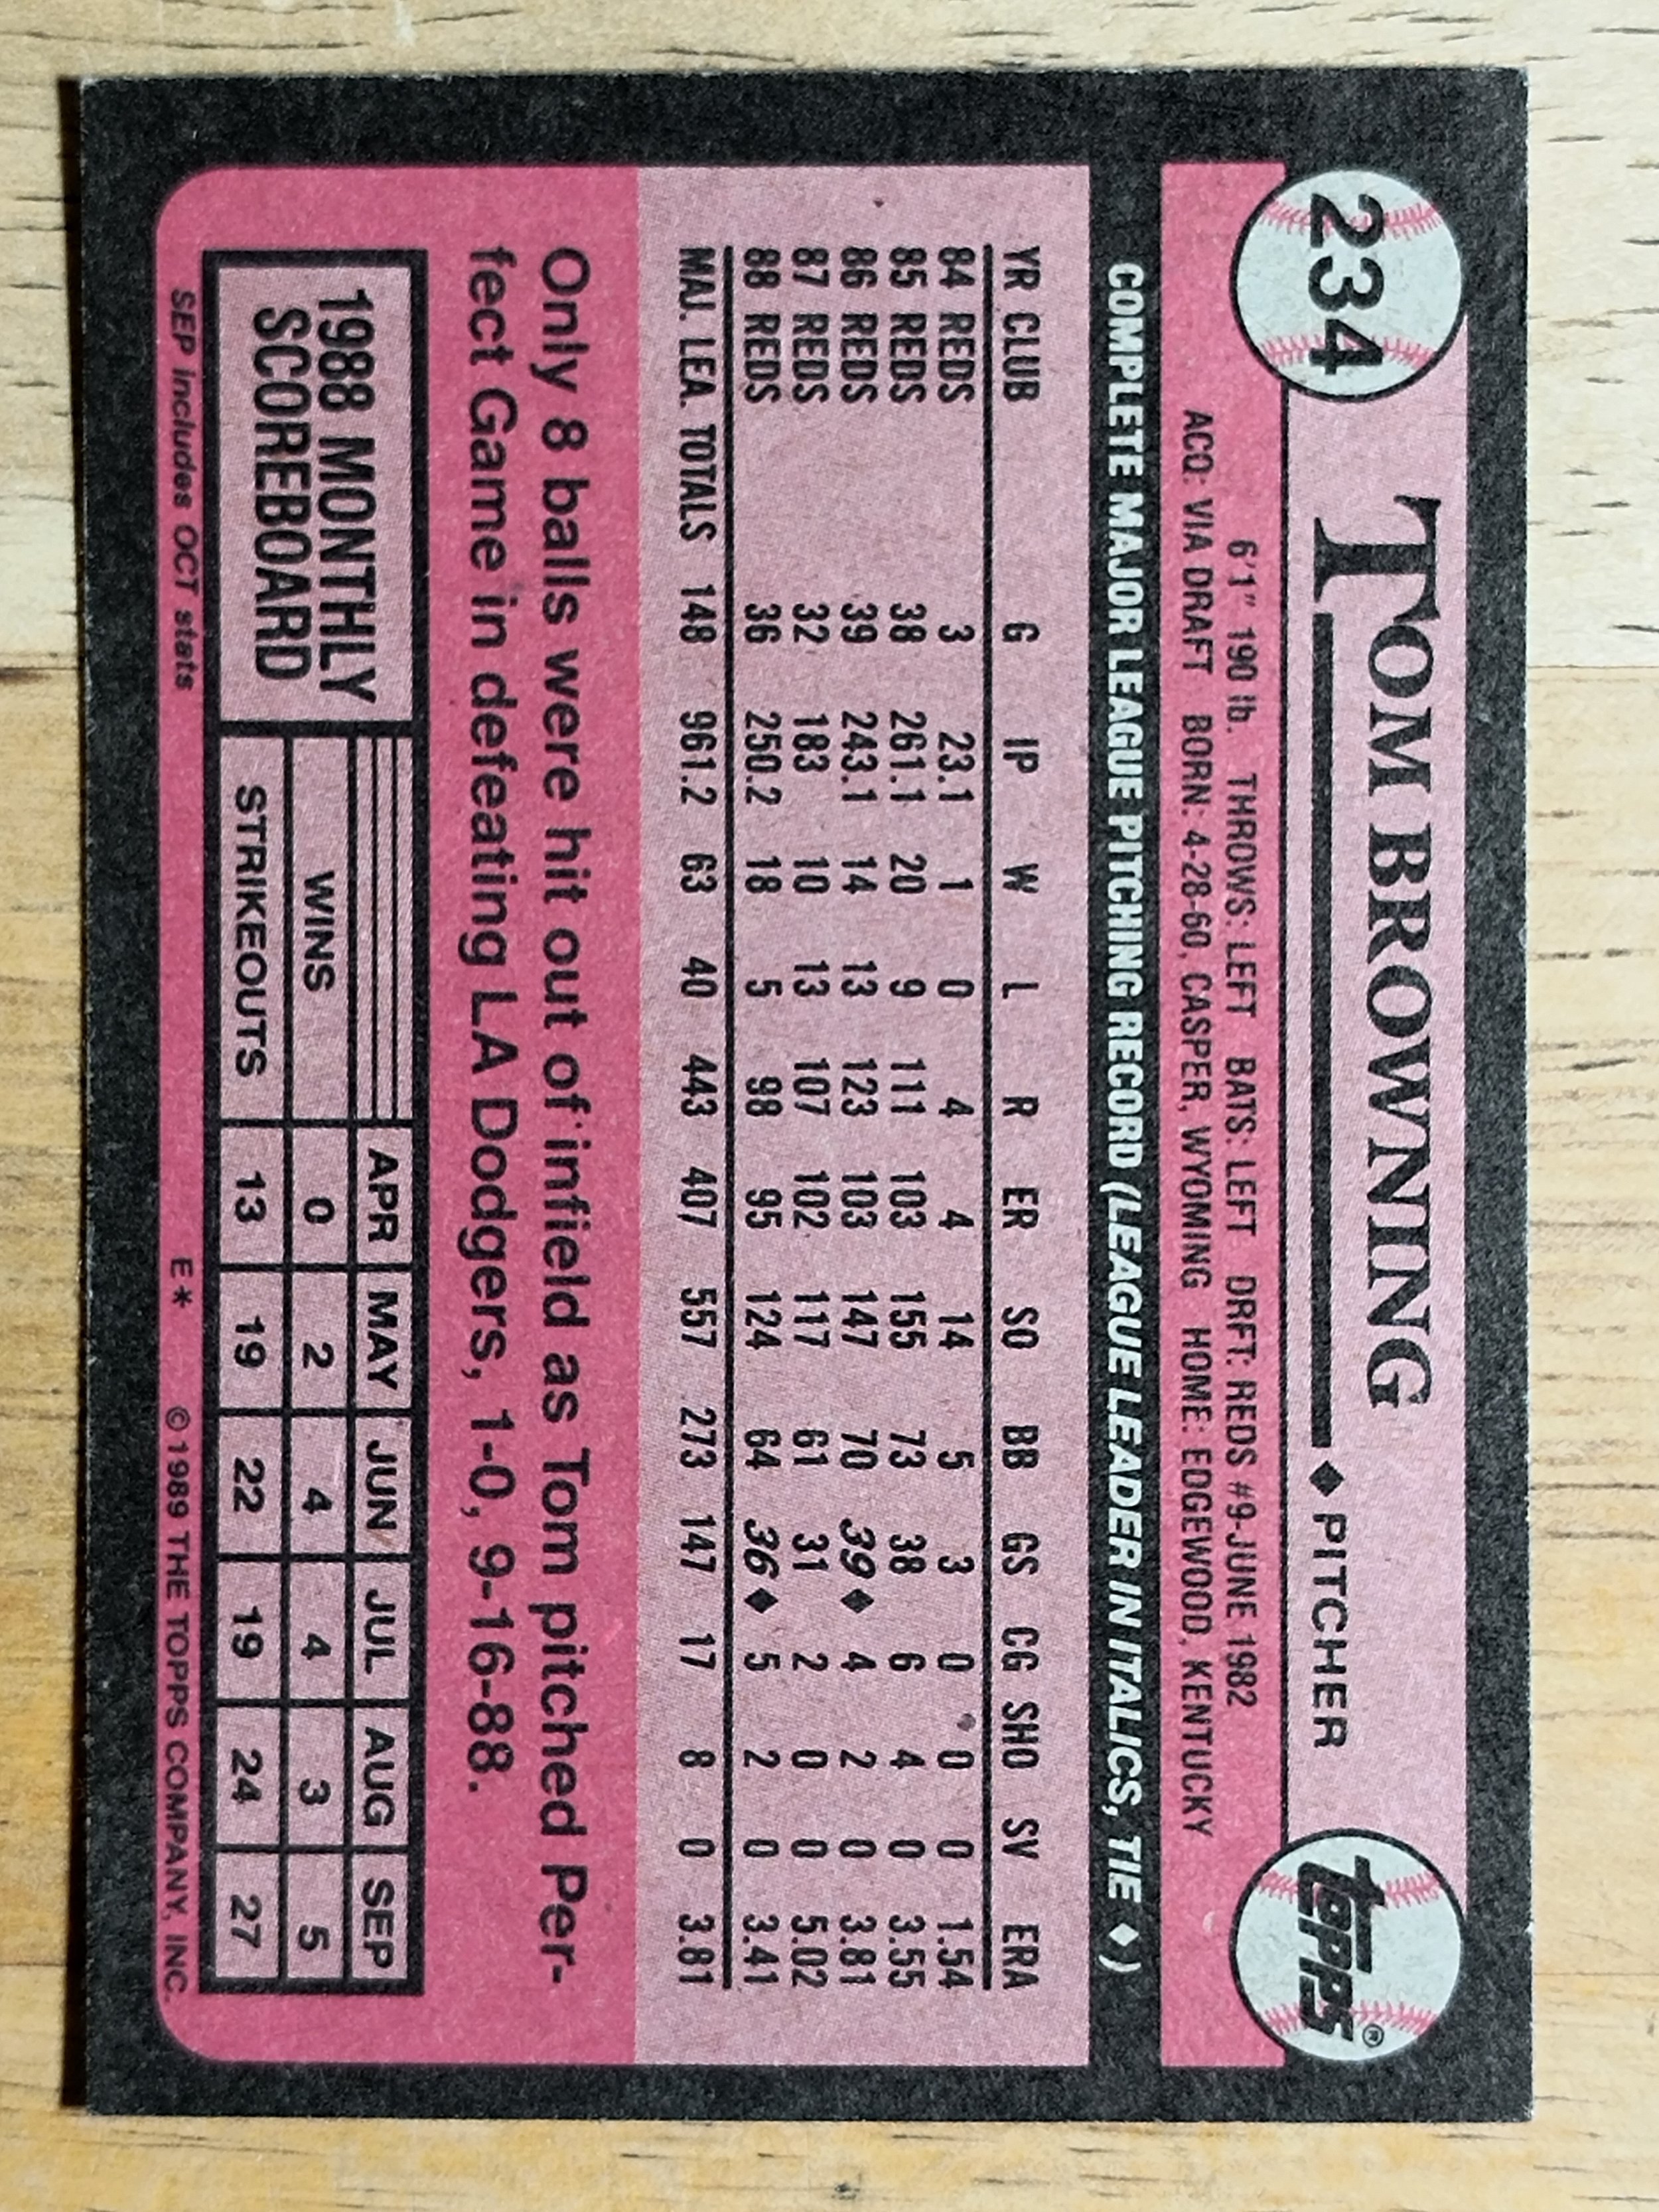 234
TOM BROWNING
◆ PITCHER
topps®
6'1" 190 lb. THROWS: LEFT BATS: LEFT DRFT: REDS #9-JUNE 1982
ACQ: VIA DRAFT BORN: 4-28-60, CASPER, WYOMING HOME: EDGEWOOD, KENTUCKY
COMPLETE MAJOR LEAGUE PITCHING RECORD (LEAGUE LEADER IN ITALICS, TIE ◆)
YR CLUB G IP W L R ER SO BB GS CG SHO SV ERA
84 REDS 3 23.1 1 0 4 4 14 5 3 0 0 0 1.54
85 REDS 38 261.1 20 9 111 103 155 73 38 6 4 0 3.55
86 REDS 39 243.1 14 13 123 103 147 70 39◆ 4 2 0 3.81
87 REDS 32 183 10 13 107 102 117 61 31 2 0 0 5.02
88 REDS 36 250.2 18 5 98 95 124 64 36◆ 5 2 0 3.41
MAJ. LEA. TOTALS 148 961.2 63 40 443 407 557 273 147 17 8 0 3.81
Only 8 balls were hit out of infield as Tom pitched Per-
fect Game in defeating LA Dodgers, 1-0, 9-16-88.
1988 MONTHLY
SCOREBOARD
APR MAY JUN JUL AUG SEP
WINS 0 2 4 4 3 5
STRIKEOUTS 13 19 22 19 24 27
SEP includes OCT stats E* © 1989 THE TOPPS COMPANY, INC.